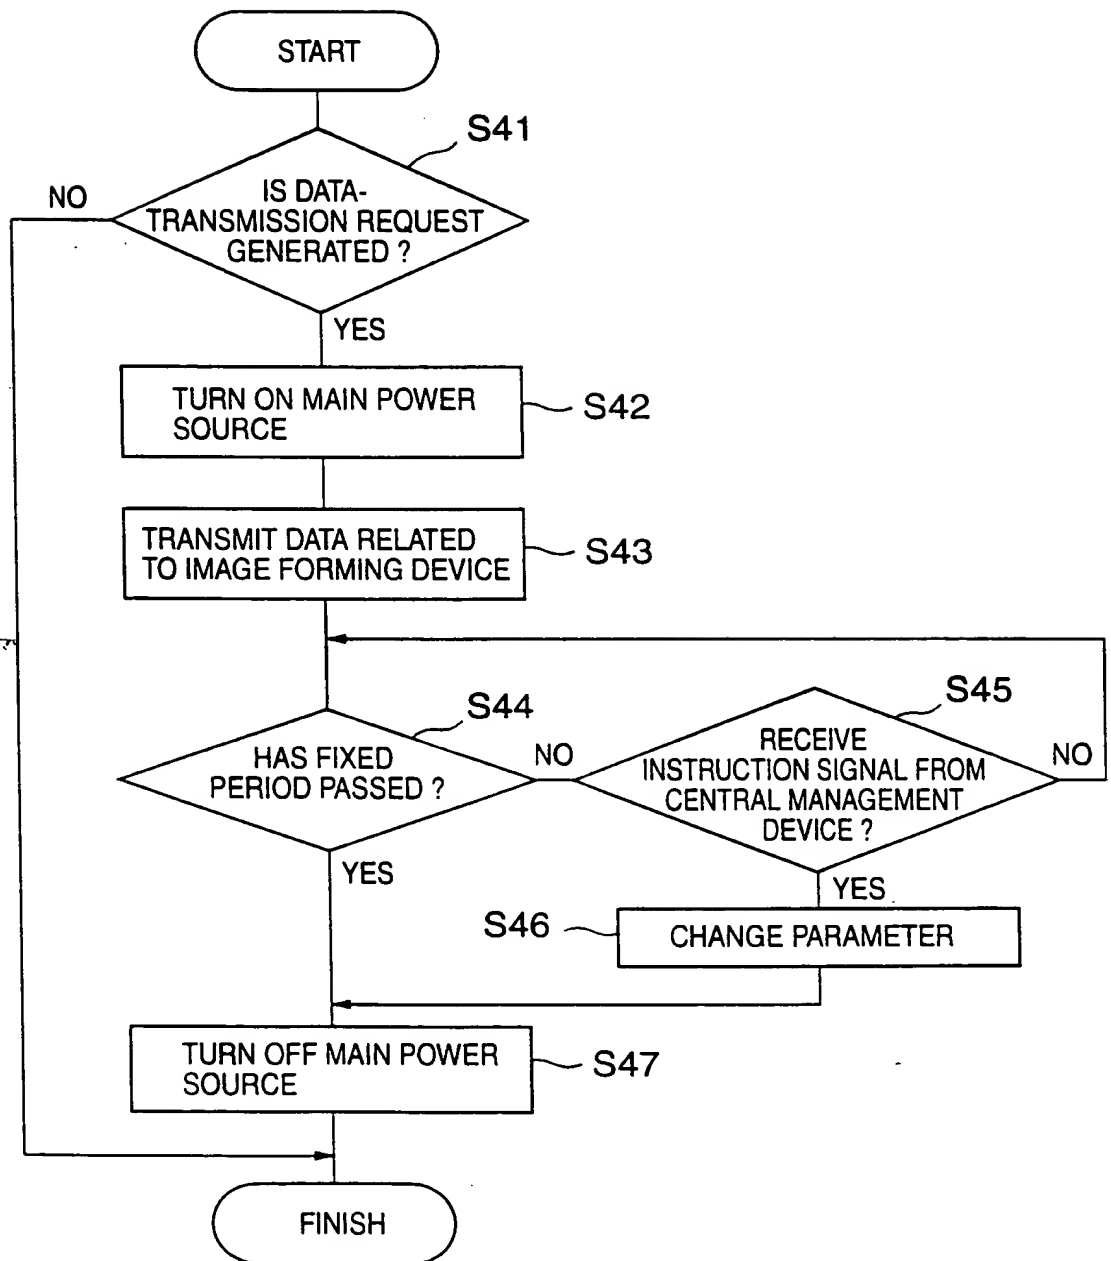 START
S41
NO
IS DATA-
TRANSMISSION REQUEST
GENERATED ?
YES
TURN ON MAIN POWER
SOURCE
S42
TRANSMIT DATA RELATED
TO IMAGE FORMING DEVICE
S43
S44
HAS FIXED
PERIOD PASSED ?
NO
S45
RECEIVE
INSTRUCTION SIGNAL FROM
CENTRAL MANAGEMENT
DEVICE ?
NO
YES
YES
S46
CHANGE PARAMETER
TURN OFF MAIN POWER
SOURCE
S47
FINISH